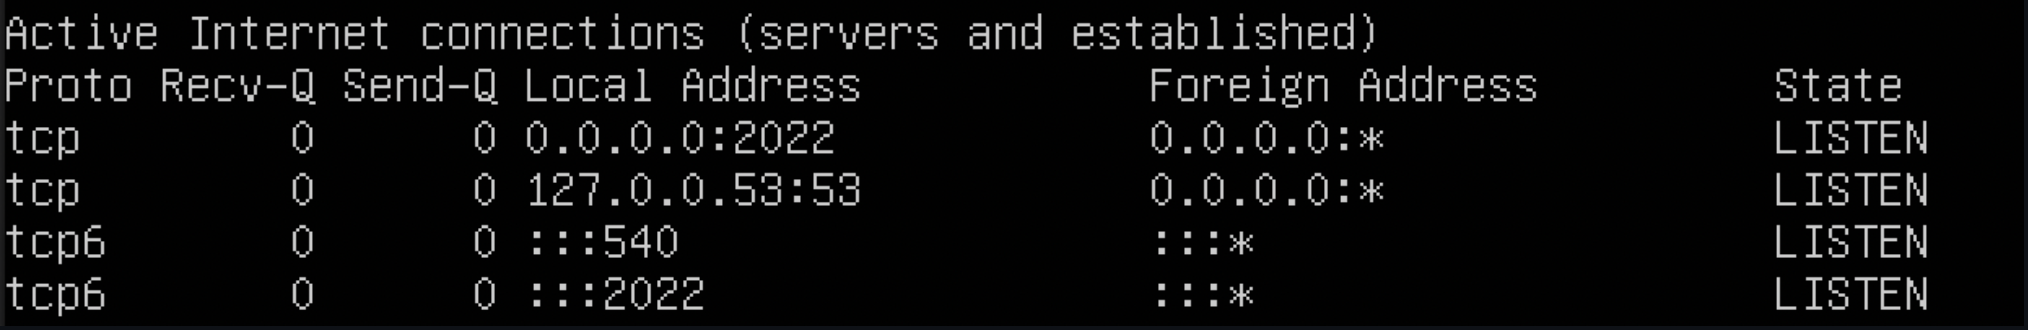 Active Internet connections (servers and established)
Proto Recv-Q Send-Q Local Address           Foreign Address         State
tcp        0      0 0.0.0.0:2022            0.0.0.0:*               LISTEN
tcp        0      0 127.0.0.53:53           0.0.0.0:*               LISTEN
tcp6       0      0 :::540                  :::*                    LISTEN
tcp6       0      0 :::2022                 :::*                    LISTEN